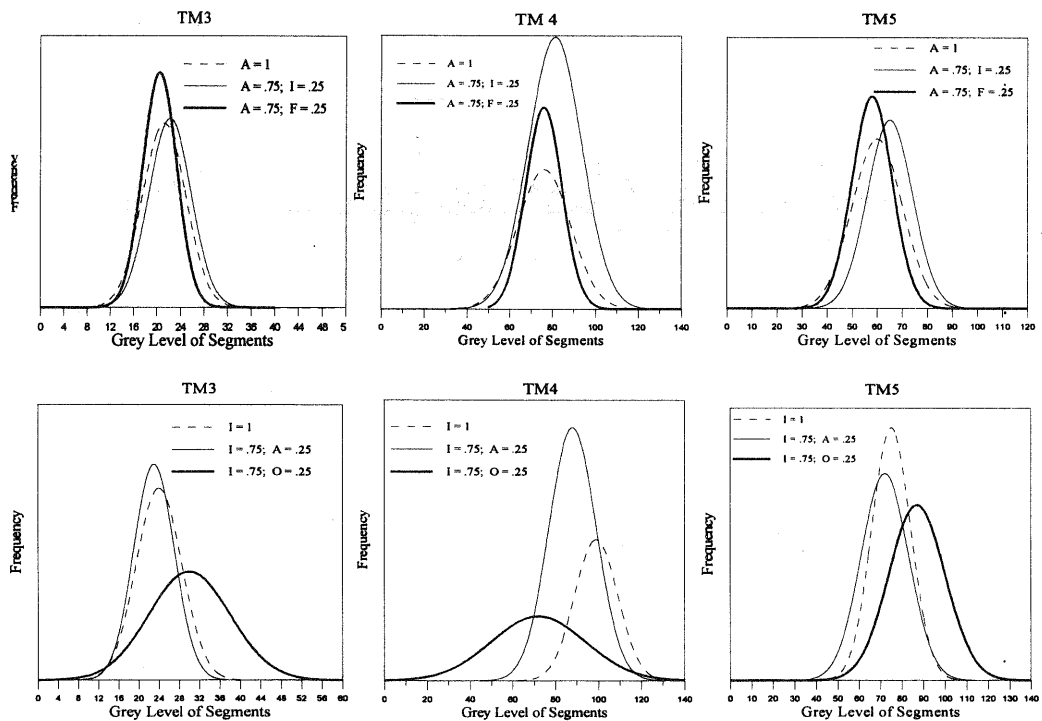 TM3
A = 1
A = .75; I = .25
A = .75; F = .25
0 4 8 12 16 20 24 28 32 36 40 44 48 5
Grey Level of Segments
TM 4
A = 1
A = .75; I = .25
A = .75; F = .25
Frequency
0 20 40 60 80 100 120 140
Grey Level of Segments
TM5
A = 1
A = .75; I = .25
A = .75; F = .25
Frequency
0 10 20 30 40 50 60 70 80 90 100 110 120
Grey Level of Segments
TM3
I = 1
I = .75; A = .25
I = .75; O = .25
Frequency
0 4 8 12 16 20 24 28 32 36 40 44 48 52 56 60
Grey Level of Segments
TM4
I = 1
I = .75; A = .25
I = .75; O = .25
Frequency
0 20 40 60 80 100 120 140
Grey Level of Segments
TM5
I = 1
I = .75; A = .25
I = .75; O = .25
Frequency
0 10 20 30 40 50 60 70 80 90 100 110 120 130 140
Grey Level of Segments